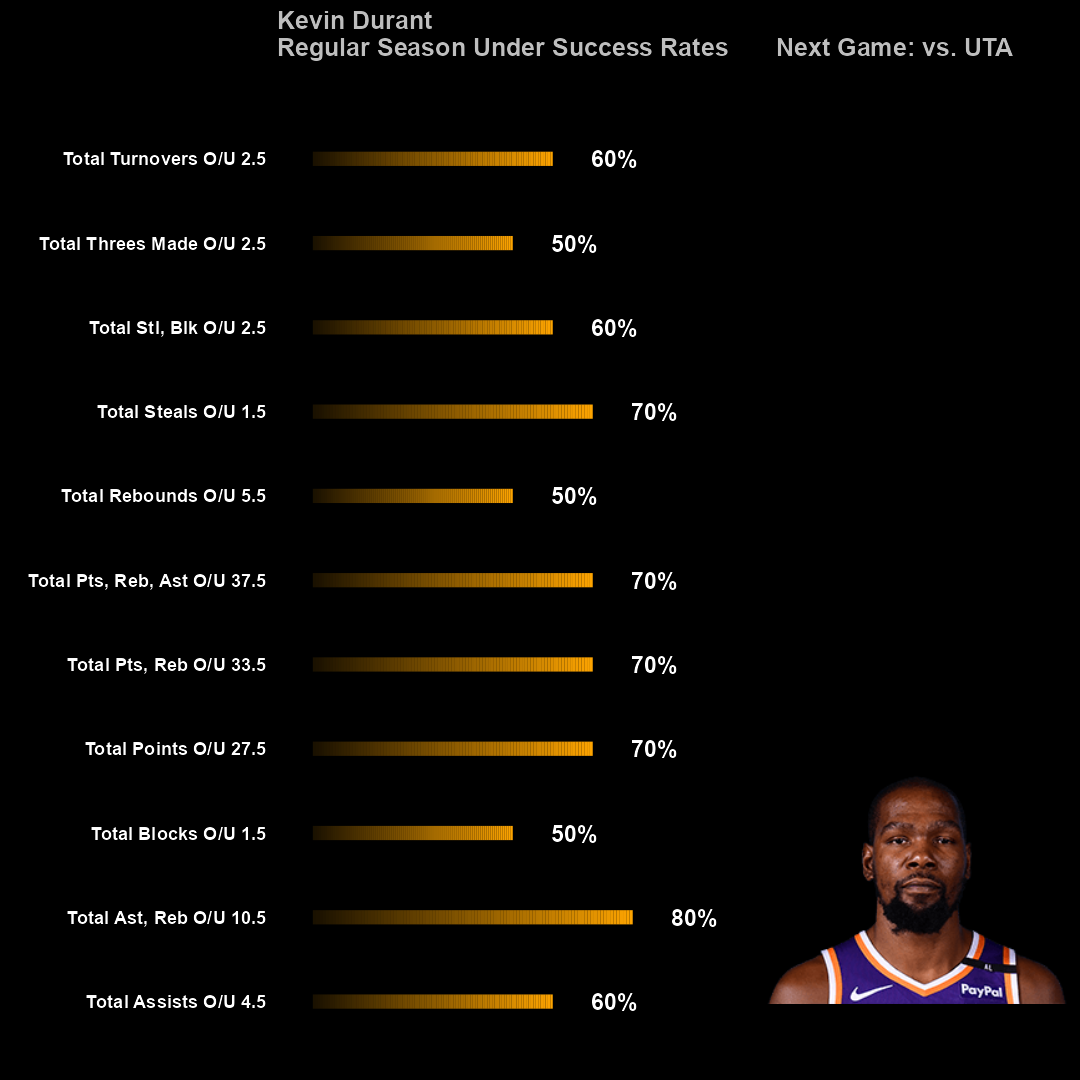 Kevin Durant
Regular Season Under Success Rates
Next Game: vs. UTA
Total Turnovers O/U 2.5
60%
Total Threes Made O/U 2.5
50%
Total Stl, Blk O/U 2.5
60%
Total Steals O/U 1.5
70%
Total Rebounds O/U 5.5
50%
Total Pts, Reb, Ast O/U 37.5
70%
Total Pts, Reb O/U 33.5
70%
Total Points O/U 27.5
70%
Total Blocks O/U 1.5
50%
Total Ast, Reb O/U 10.5
80%
Total Assists O/U 4.5
60%
AL
PayPal